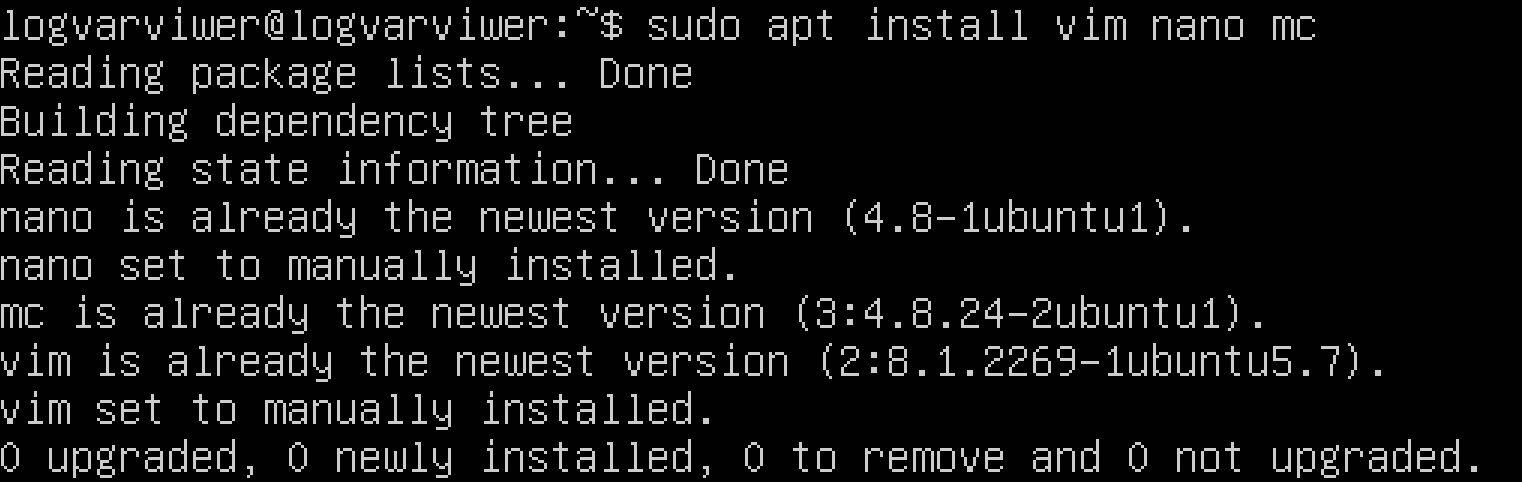 logvarviwer@logvarviwer:~$ sudo apt install vim nano mc
Reading package lists... Done
Building dependency tree
Reading state information... Done
nano is already the newest version (4.8-1ubuntu1).
nano set to manually installed.
mc is already the newest version (3:4.8.24-2ubuntu1).
vim is already the newest version (2:8.1.2269-1ubuntu5.7).
vim set to manually installed.
0 upgraded, 0 newly installed, 0 to remove and 0 not upgraded.